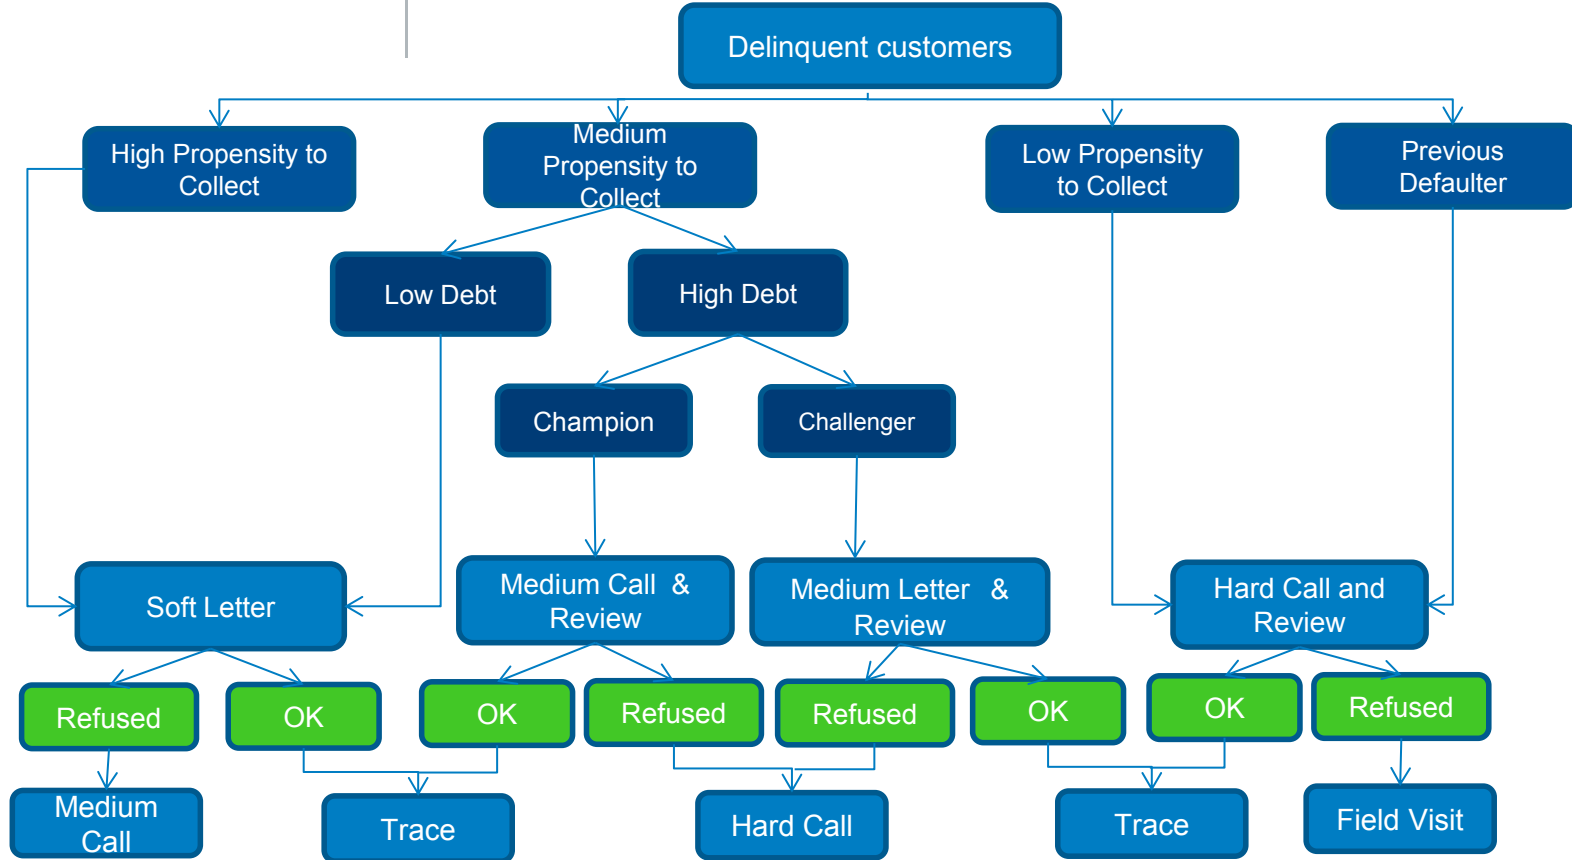 Delinquent customers
High Propensity to
Collect
Medium
Propensity to
Collect
Low Propensity
to Collect
Previous
Defaulter
Low Debt
High Debt
Champion
Challenger
Soft Letter
Medium Call &
Review
Medium Letter &
Review
Hard Call and
Review
Refused
OK
OK
Refused
Refused
OK
OK
Refused
Medium
Call
Trace
Hard Call
Trace
Field Visit